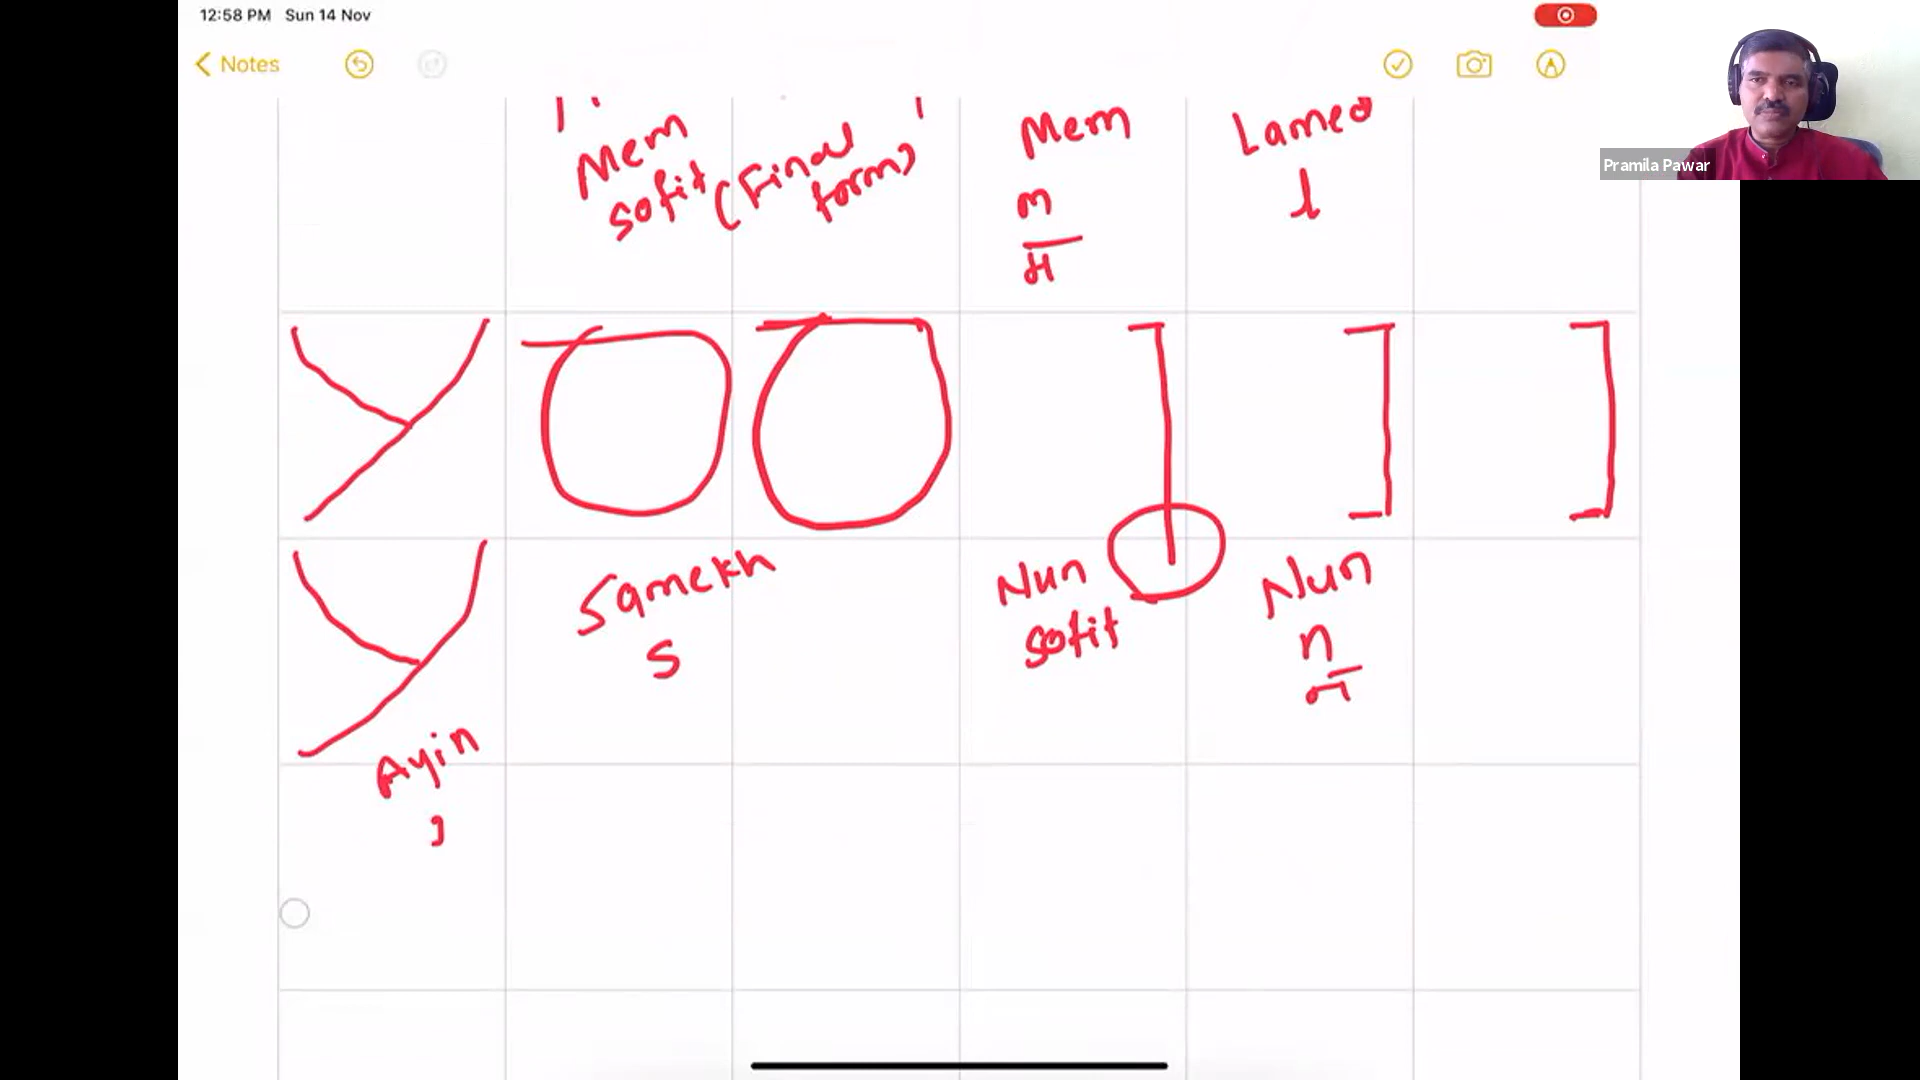 12:58 PM Sun 14 Nov
Notes
Pramila Pawar
Mem
sofit (Final
form)
Mem
m
म
Lamed
l
ע ס ס ן נ נ
ע
Samekh
s
Nun
sofit
Nun
n
न
Ayin